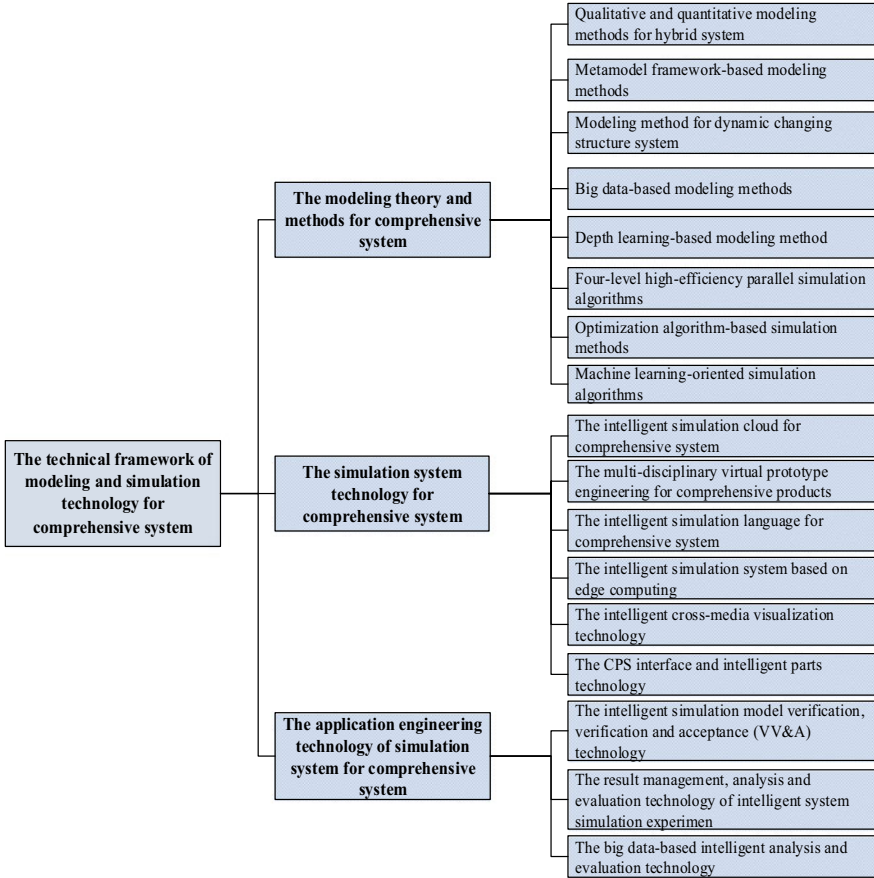 The technical framework of
modeling and simulation
technology for
comprehensive system
The modeling theory and
methods for comprehensive
system
Qualitative and quantitative modeling
methods for hybrid system
Metamodel framework-based modeling
methods
Modeling method for dynamic changing
structure system
Big data-based modeling methods
Depth learning-based modeling method
Four-level high-efficiency parallel simulation
algorithms
Optimization algorithm-based simulation
methods
Machine learning-oriented simulation
algorithms
The simulation system
technology for
comprehensive system
The intelligent simulation cloud for
comprehensive system
The multi-disciplinary virtual prototype
engineering for comprehensive products
The intelligent simulation language for
comprehensive system
The intelligent simulation system based on
edge computing
The intelligent cross-media visualization
technology
The CPS interface and intelligent parts
technology
The application engineering
technology of simulation
system for comprehensive
system
The intelligent simulation model verification,
verification and acceptance (VV&A)
technology
The result management, analysis and
evaluation technology of intelligent system
simulation experimen
The big data-based intelligent analysis and
evaluation technology